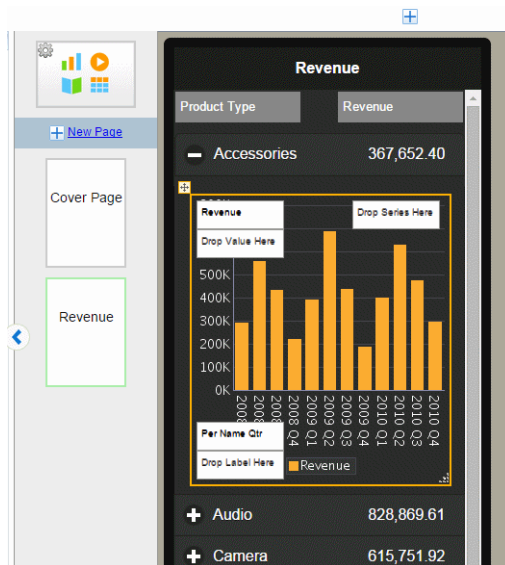 Revenue
Product Type
Revenue
New Page
Accessories
367,652.40
Cover Page
Revenue
Drop Series Here
Drop Value Here
500K
400K
Revenue
300K
200K
100K
0K
2008 Q4
2009 Q1
2009 Q2
2009 Q3
2009 Q4
2010 Q1
2010 Q2
2010 Q3
2010 Q4
Per Name Qtr
Drop Label Here
Revenue
Audio
828,869.61
Camera
615,751.92